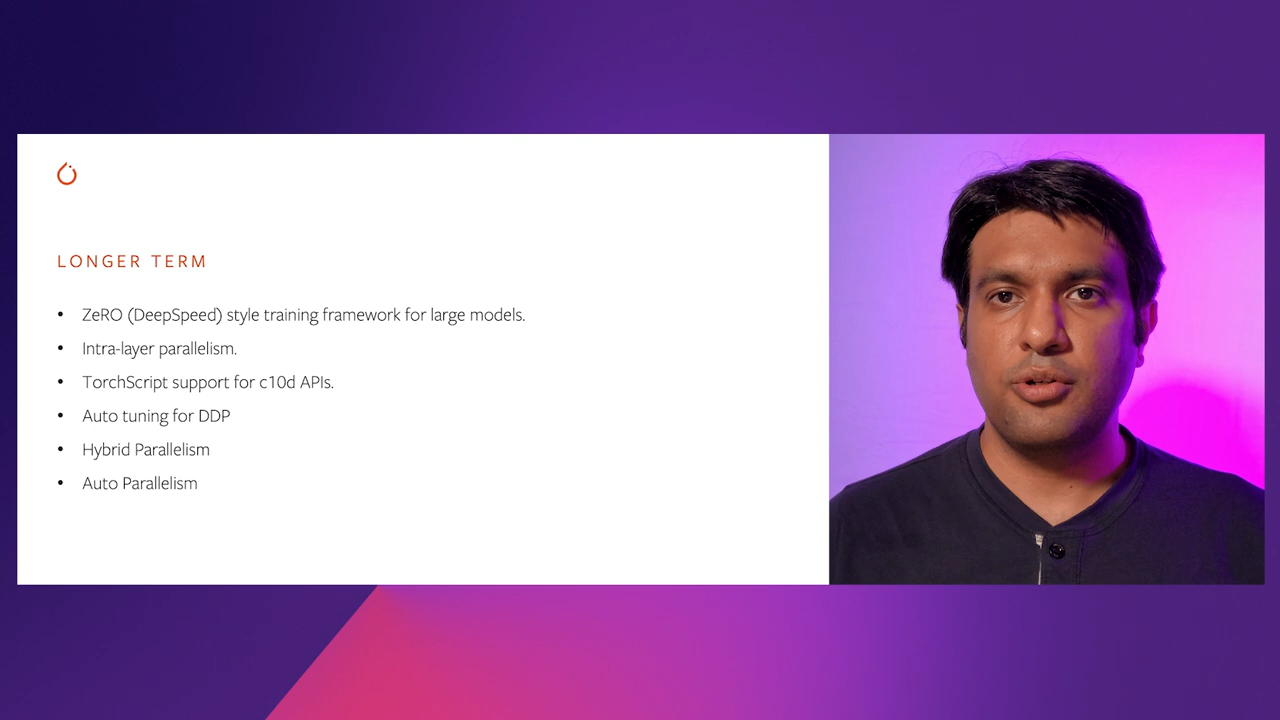 LONGER TERM
• ZeRO (DeepSpeed) style training framework for large models.
• Intra-layer parallelism.
• TorchScript support for c10d APIs.
• Auto tuning for DDP
• Hybrid Parallelism
• Auto Parallelism